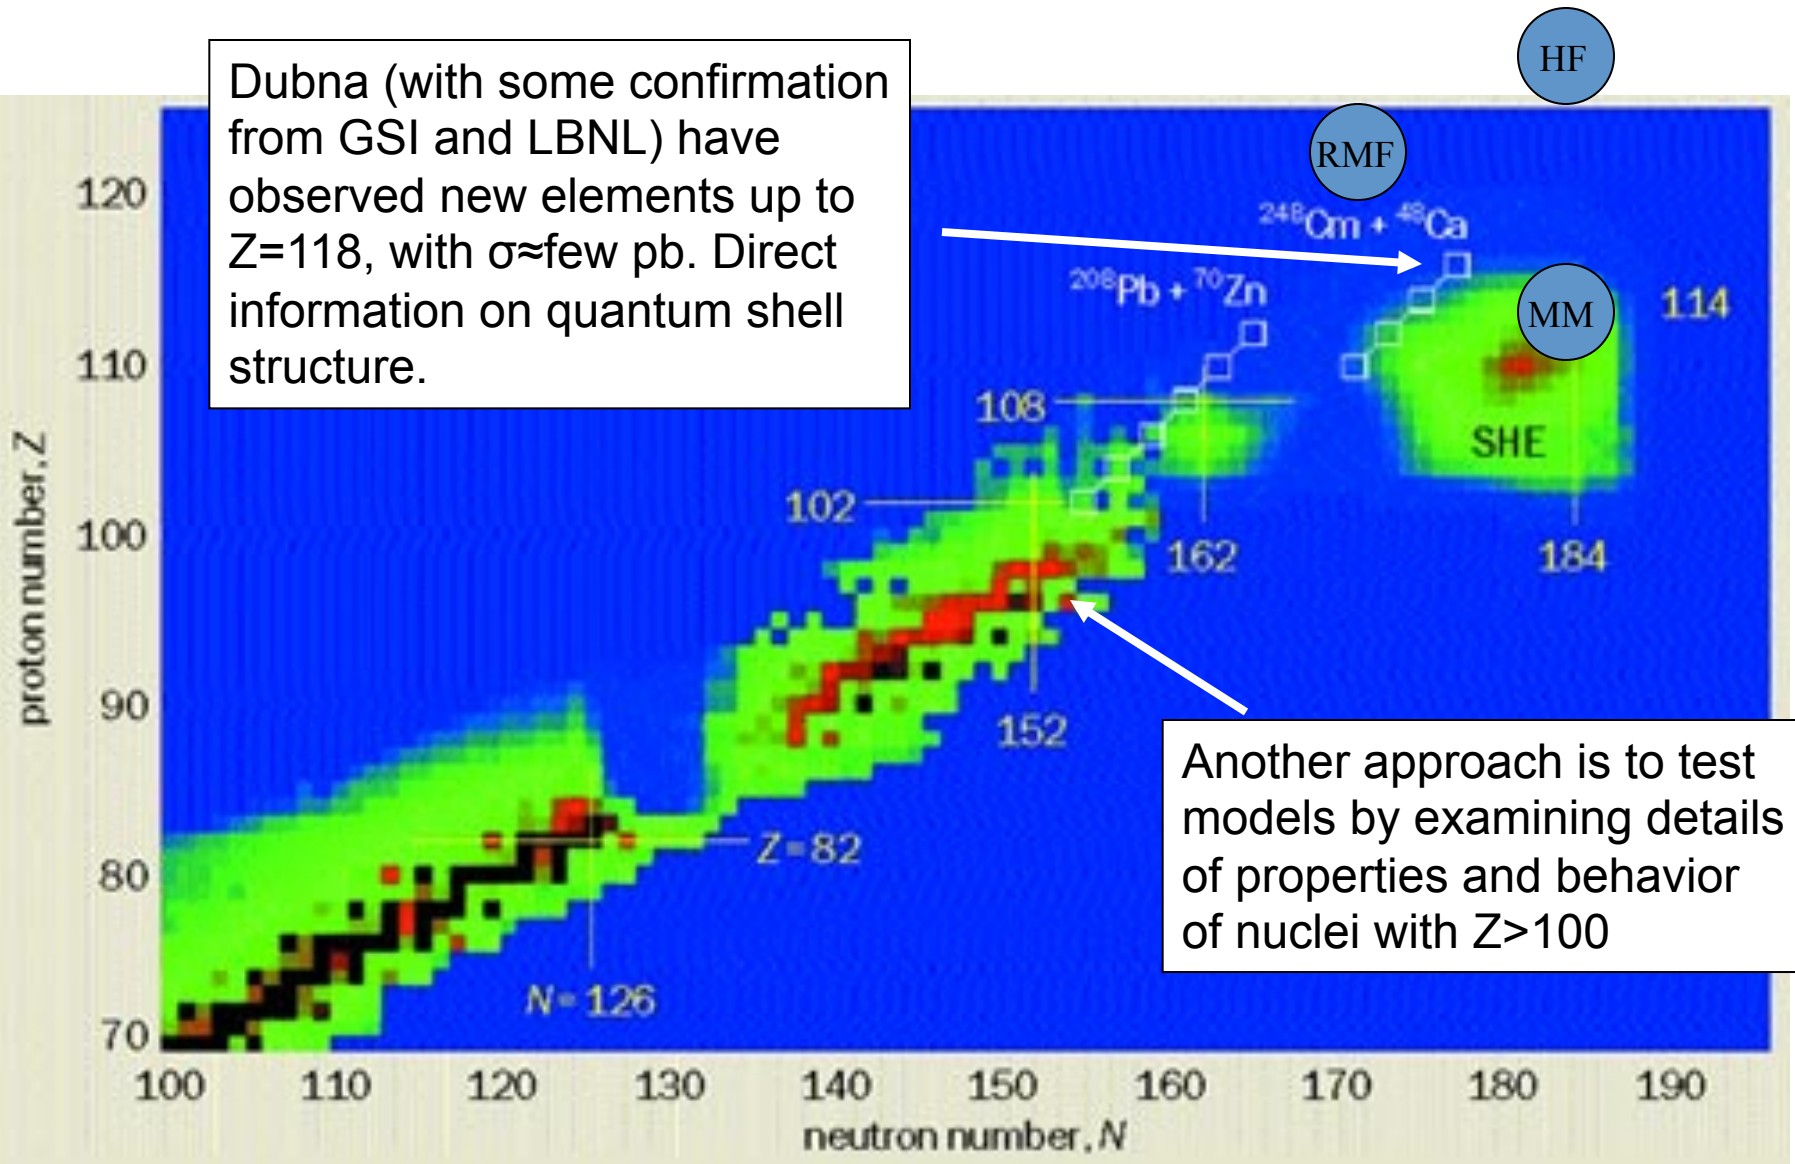 HF
Dubna (with some confirmation
from GSI and LBNL) have
observed new elements up to
Z=118, with σ≈few pb. Direct
information on quantum shell
structure.
RMF
²⁴⁸Cm + ⁴⁸Ca
²⁰⁸Pb + ⁷⁰Zn
MM
114
108
SHE
102
162
184
152
Another approach is to test
models by examining details
of properties and behavior
of nuclei with Z>100
Z=82
N=126
proton number, Z
120
110
100
90
80
70
100 110 120 130 140 150 160 170 180 190
neutron number, N